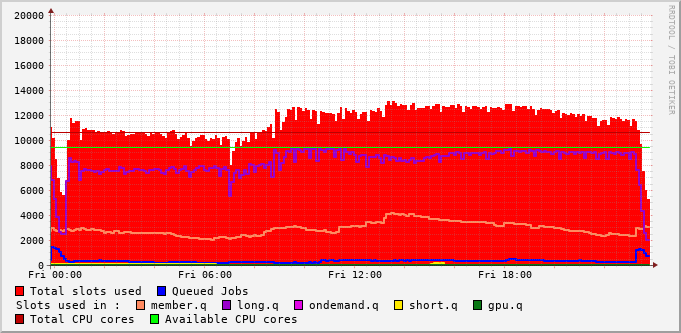 20000
18000
16000
14000
12000
10000
8000
6000
4000
2000
0
Fri 00:00 Fri 06:00 Fri 12:00 Fri 18:00
RRDTOOL / TOBI OETIKER
Total slots used Queued Jobs
Slots used in : member.q long.q ondemand.q short.q gpu.q
Total CPU cores Available CPU cores